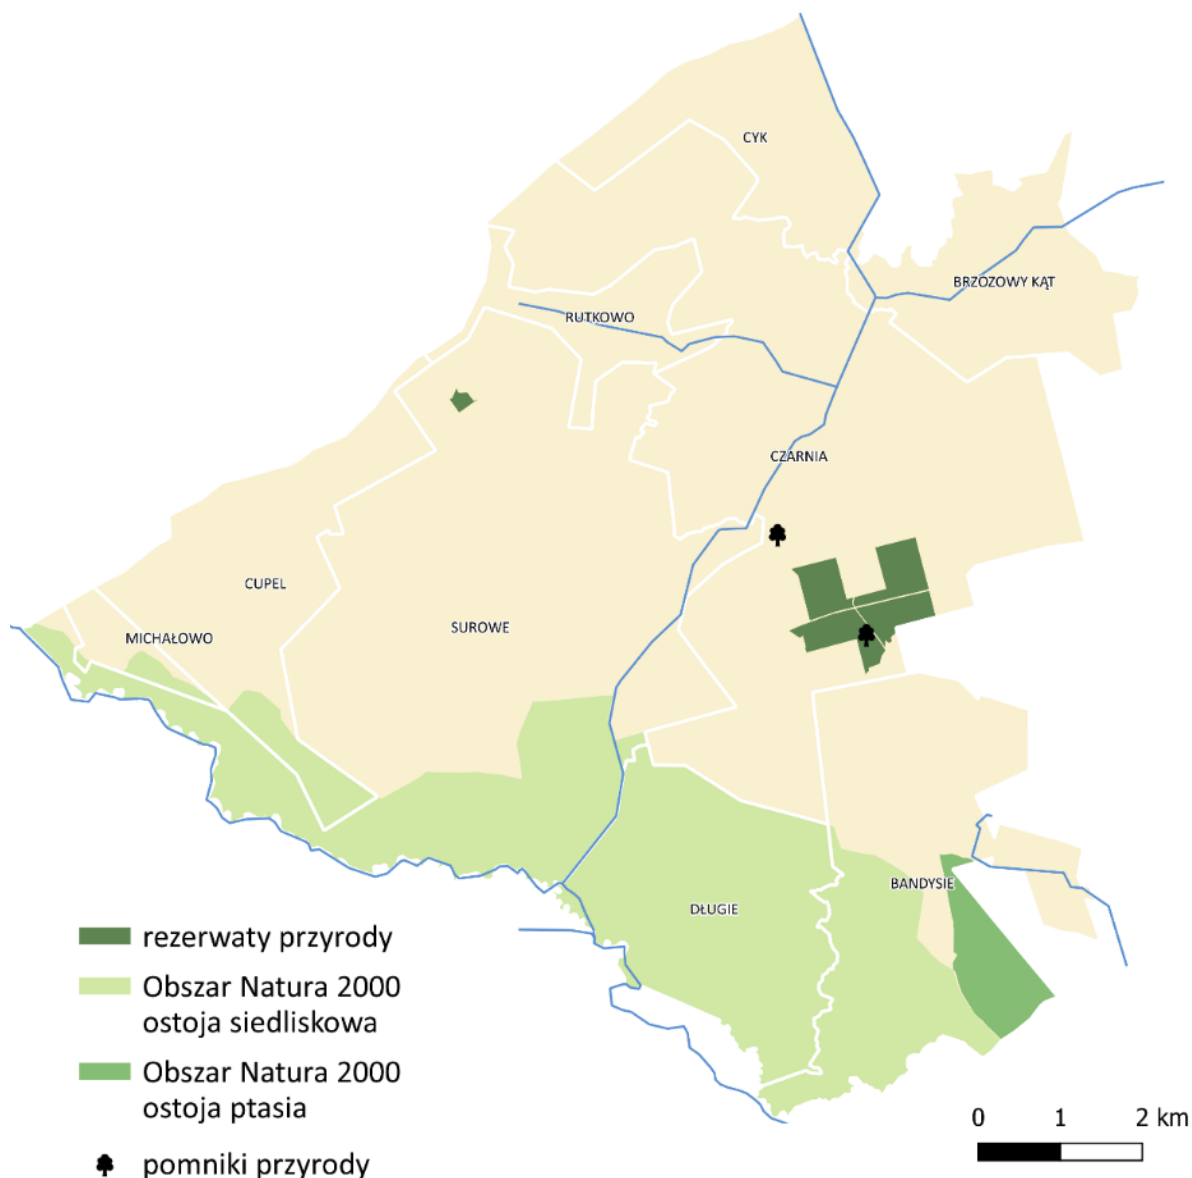 CYK
BRZOZOWY KĄT
RUTKOWO
CZARNIA
CUPEL
SUROWE
MICHAŁOWO
BANDYSIE
DŁUGIE
rezerwaty przyrody
Obszar Natura 2000
ostoja siedliskowa
Obszar Natura 2000
ostoja ptasia
pomniki przyrody
0 1 2 km